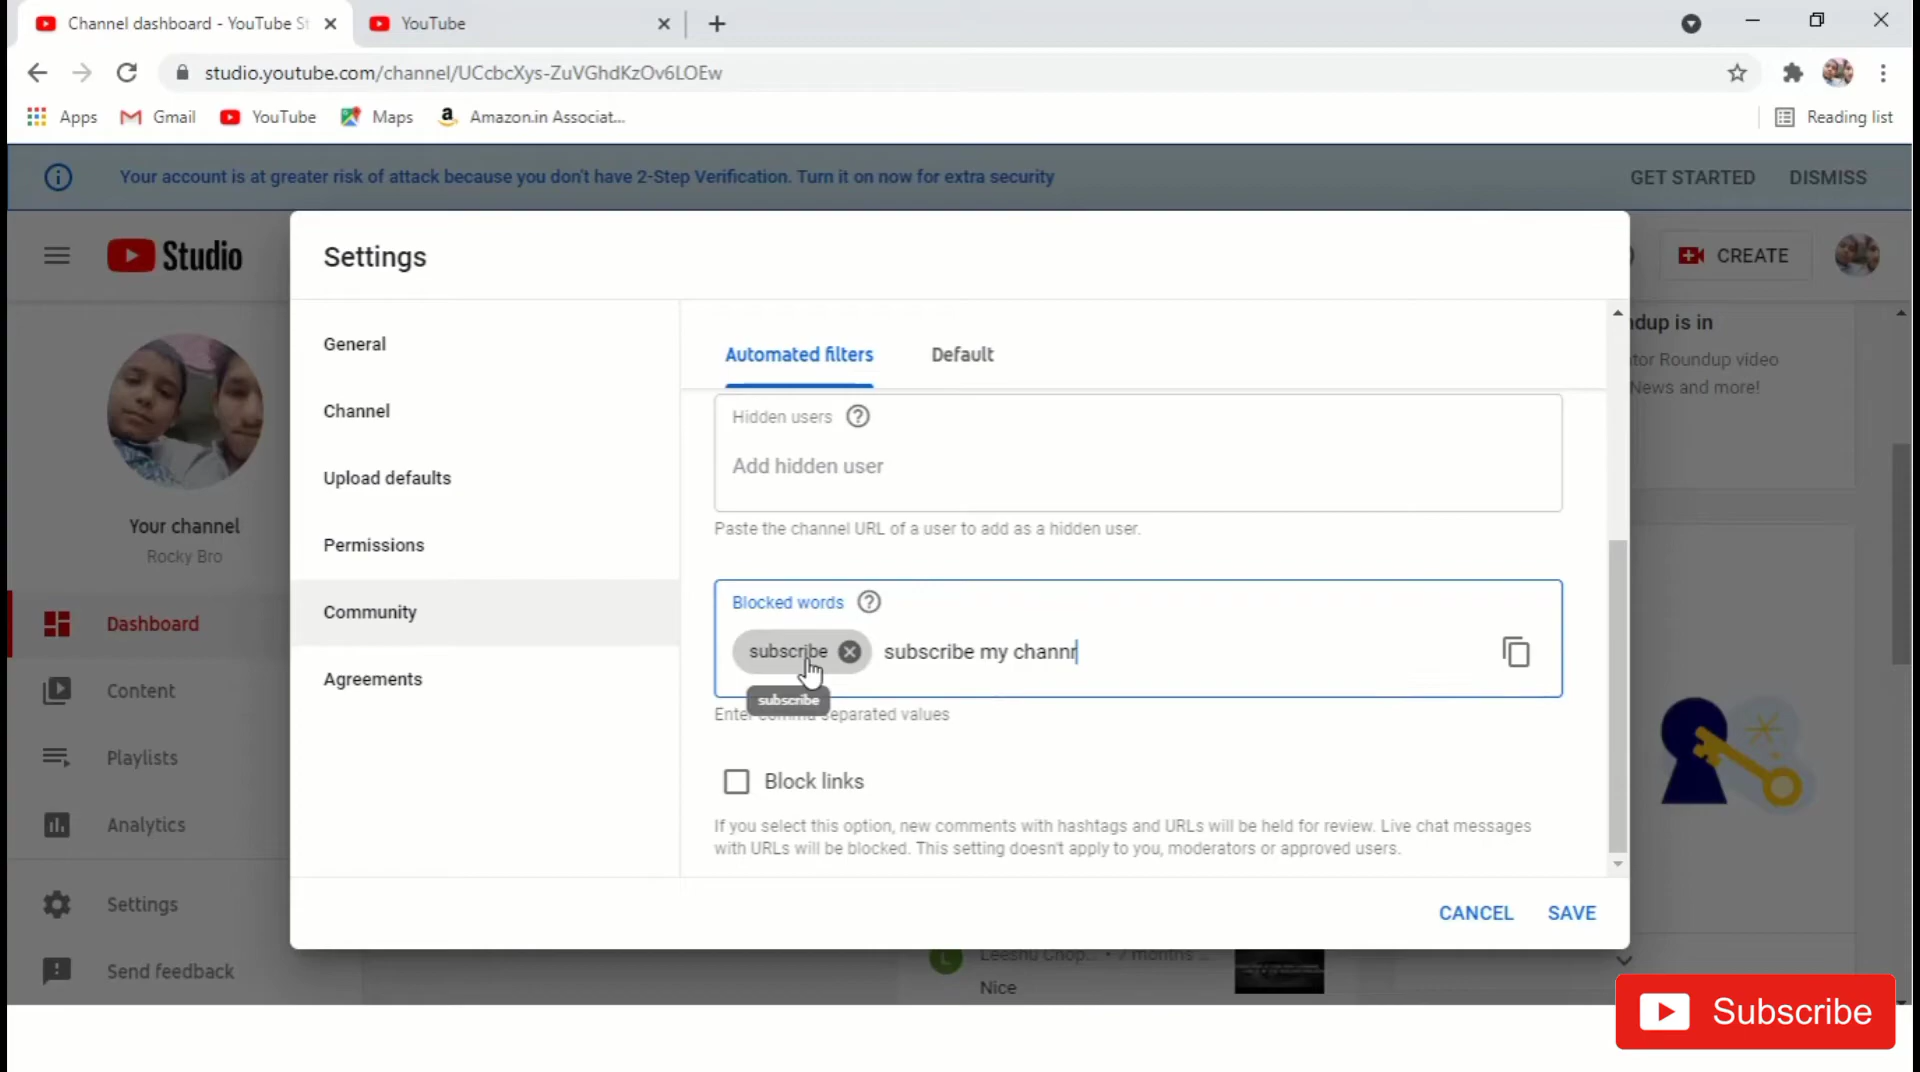 Channel dashboard - YouTube St
YouTube
studio.youtube.com/channel/UCcbcXys-ZuVGhdKzOv6LOEw
Apps
Gmail
YouTube
Maps
Amazon.in Associat...
Reading list
Your account is at greater risk of attack because you don't have 2-Step Verification. Turn it on now for extra security
GET STARTED
DISMISS
Studio
CREATE
Your channel
Rocky Bro
Dashboard
Content
Playlists
Analytics
Settings
Send feedback
Settings
General
Channel
Upload defaults
Permissions
Community
Agreements
Automated filters
Default
Hidden users
Add hidden user
Paste the channel URL of a user to add as a hidden user.
Blocked words
subscribe
subscribe my channr
subscribe
Enter comma separated values
Block links
If you select this option, new comments with hashtags and URLs will be held for review. Live chat messages
with URLs will be blocked. This setting doesn't apply to you, moderators or approved users.
CANCEL
SAVE
ndup is in
tor Roundup video
News and more!
Nice
Subscribe